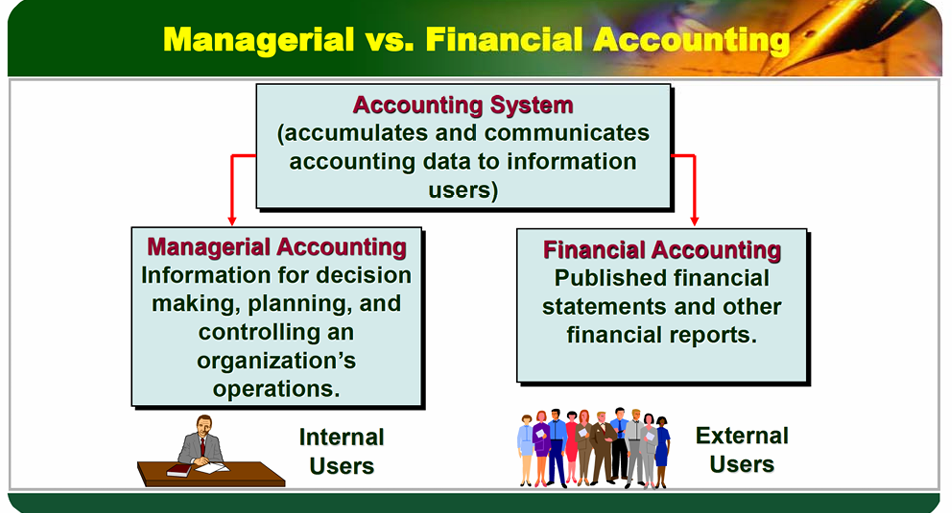 Managerial vs. Financial Accounting
Accounting System
(accumulates and communicates
accounting data to information
users)
Managerial Accounting
Information for decision
making, planning, and
controlling an
organization’s
operations.
Financial Accounting
Published financial
statements and other
financial reports.
Internal
Users
External
Users